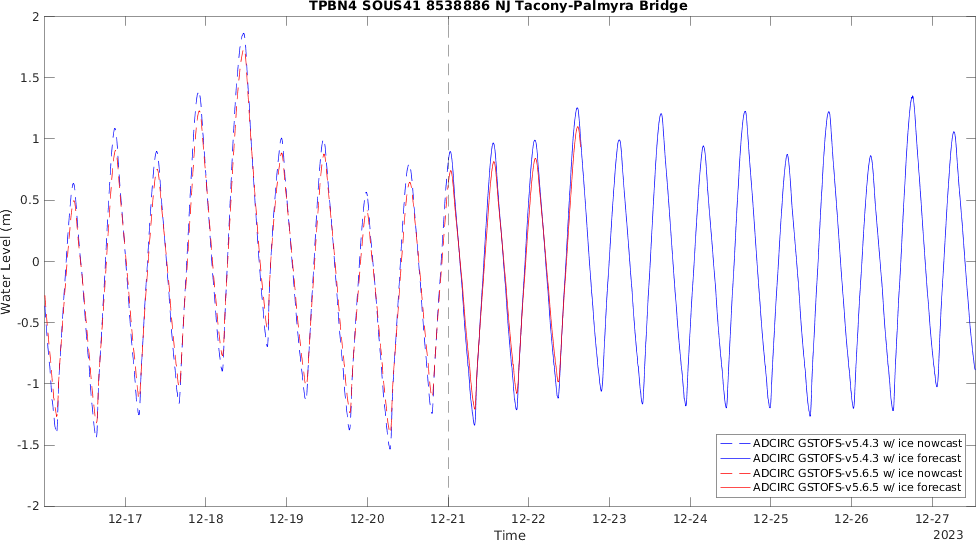 TPBN4 SOUS41 8538886 NJ Tacony-Palmyra Bridge
2
1.5
1
0.5
0
-0.5
-1
-1.5
-2
Water Level (m)
12-17 12-18 12-19 12-20 12-21 12-22 12-23 12-24 12-25 12-26 12-27
Time
2023
ADCIRC GSTOFS-v5.4.3 w/ ice nowcast
ADCIRC GSTOFS-v5.4.3 w/ ice forecast
ADCIRC GSTOFS-v5.6.5 w/ ice nowcast
ADCIRC GSTOFS-v5.6.5 w/ ice forecast